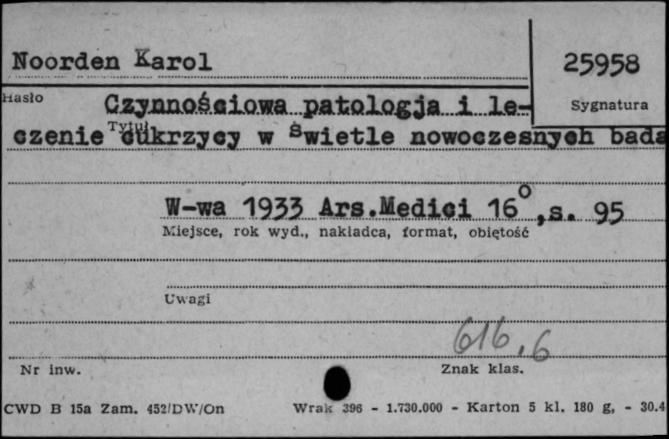 Noorden Karol
25958
Hasło
Sygnatura
Czynnościowa patologja i le-
czenie cukrzycy w świetle nowoczesnych bada
Tytuł
W-wa 1933 Ars.Medici 16°,s. 95
Miejsce, rok wyd., nakładca, format, objętość
Uwagi
616.6
Nr inw.
Znak klas.
CWD B 15a Zam. 452/DW/On
Wrak 396 - 1.730.000 - Karton 5 kl. 180 g, - 30.4